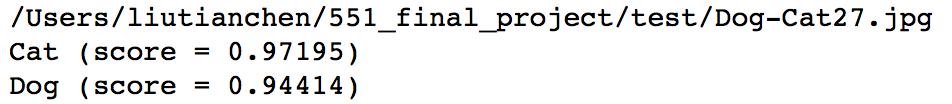 /Users/liutianchen/551_final_project/test/Dog-Cat27.jpg
Cat (score = 0.97195)
Dog (score = 0.94414)